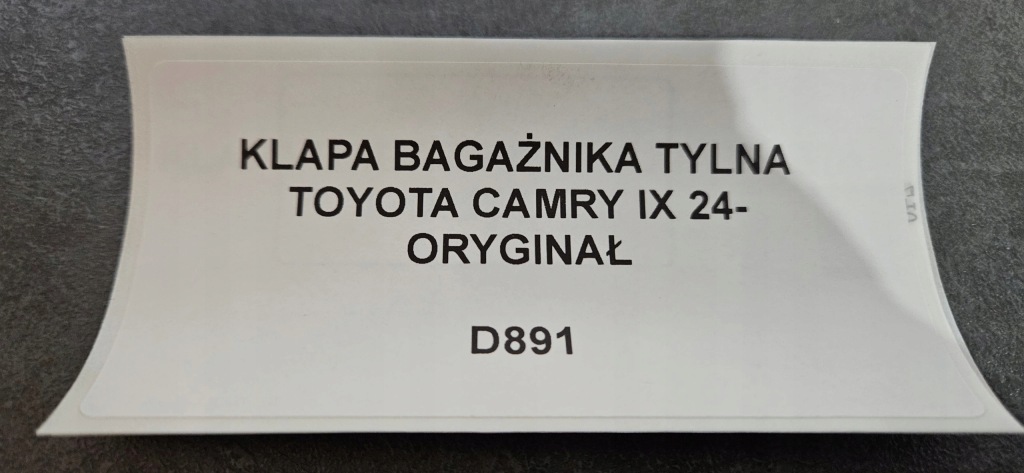 KLAPA BAGAŻNIKA TYLNA
TOYOTA CAMRY IX 24-
ORYGINAŁ
D891